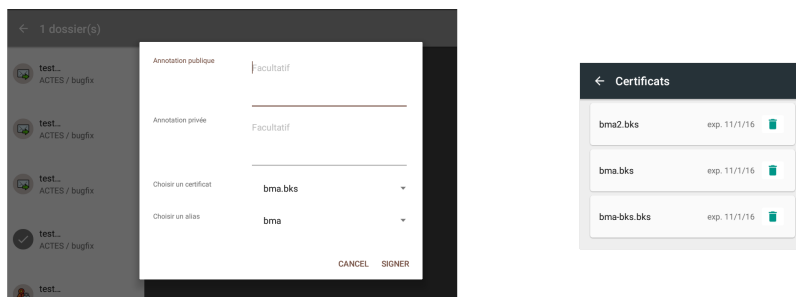 1 dossier(s)
test...
ACTES / bugfix
test...
ACTES / bugfix
test...
ACTES / bugfix
test...
ACTES / bugfix
test...
Annotation publique
Facultatif
Annotation privée
Facultatif
Choisir un certificat
bma.bks
Choisir un alias
bma
CANCEL SIGNER
Certificats
bma2.bks exp. 11/1/16
bma.bks exp. 11/1/16
bma-bks.bks exp. 11/1/16